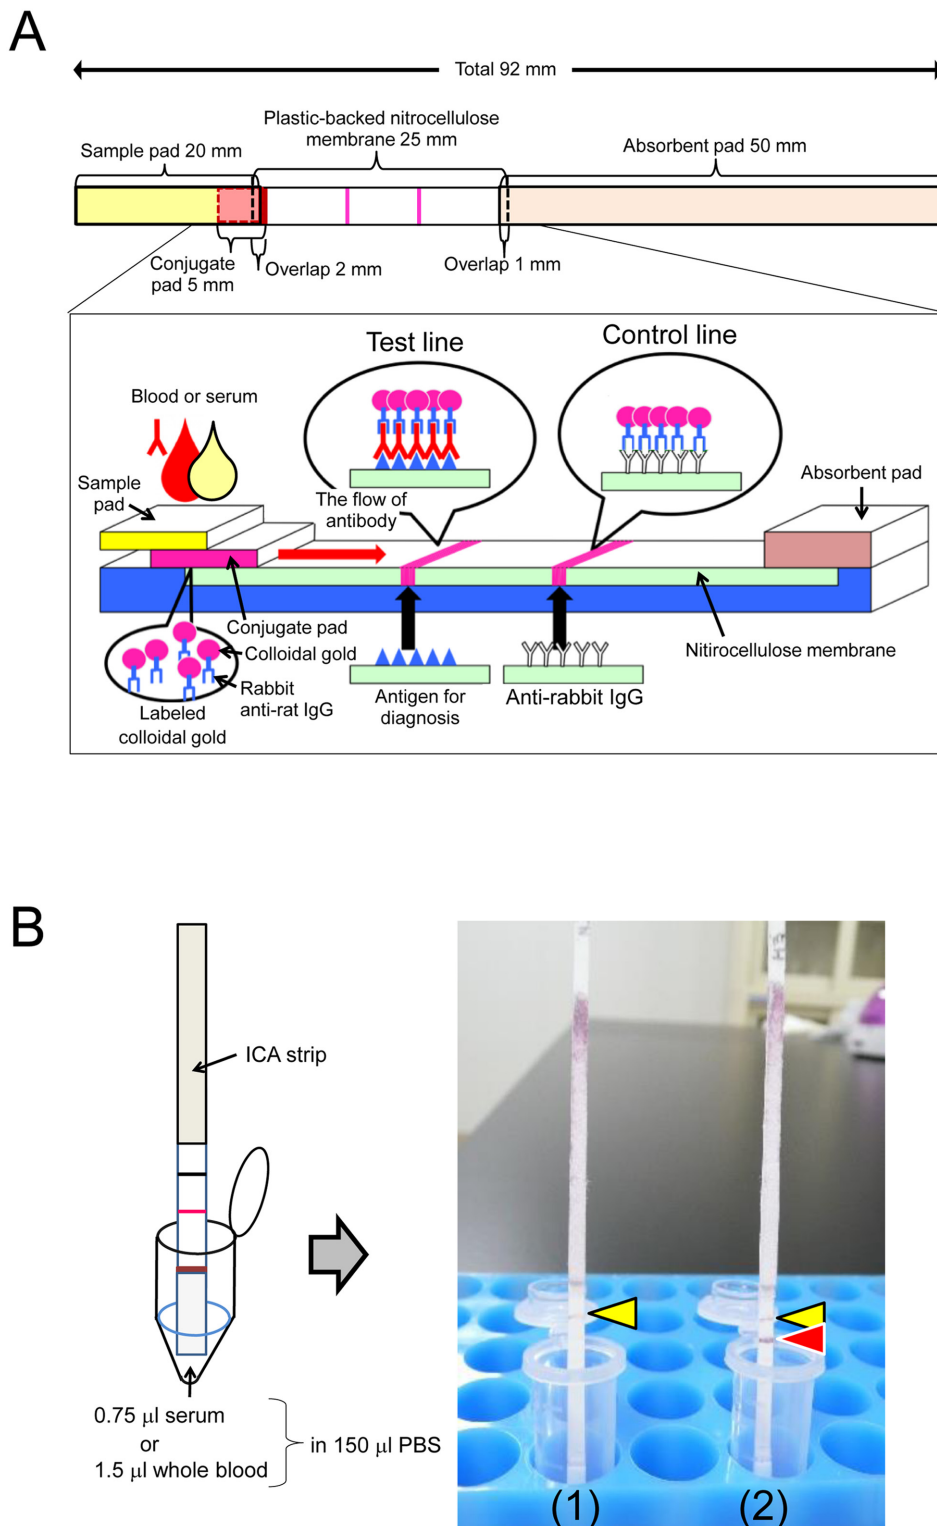 A
Total 92 mm
Plastic-backed nitrocellulose
membrane 25 mm
Sample pad 20 mm
Absorbent pad 50 mm
Conjugate
pad 5 mm
Overlap 2 mm
Overlap 1 mm
Test line
Control line
Blood or serum
Sample
pad
The flow of
antibody
Absorbent pad
Conjugate pad
Colloidal gold
Rabbit
anti-rat IgG
Labeled
colloidal gold
Antigen for
diagnosis
Anti-rabbit IgG
Nitirocellulose membrane
B
ICA strip
0.75 μl serum
or
1.5 μl whole blood
in 150 μl PBS
(1)
(2)